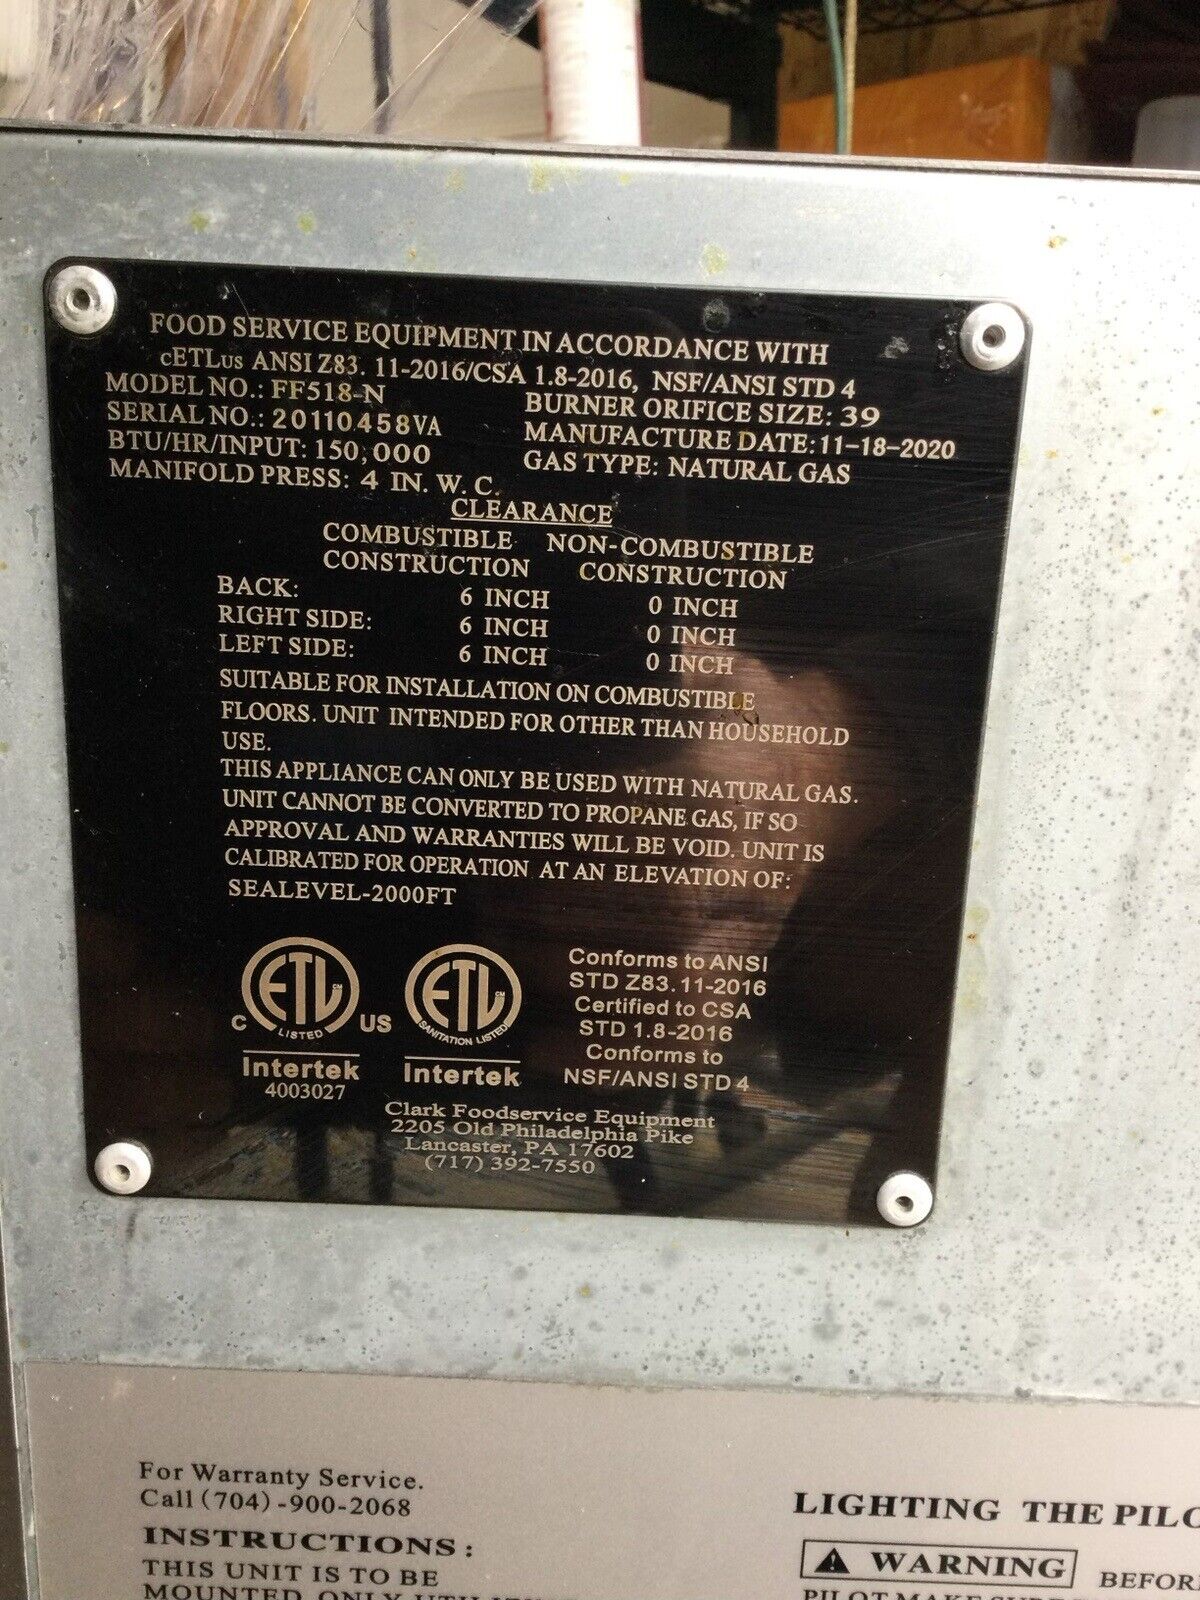 FOOD SERVICE EQUIPMENT IN ACCORDANCE WITH
cETLus ANSI Z83. 11-2016/CSA 1.8-2016, NSF/ANSI STD 4
MODEL NO.: FF518-N
BURNER ORIFICE SIZE: 39
SERIAL NO.: 20110458VA
MANUFACTURE DATE: 11-18-2020
BTU/HR/INPUT: 150,000
GAS TYPE: NATURAL GAS
MANIFOLD PRESS: 4 IN. W. C.
CLEARANCE
COMBUSTIBLE NON-COMBUSTIBLE
CONSTRUCTION CONSTRUCTION
BACK: 6 INCH 0 INCH
RIGHT SIDE: 6 INCH 0 INCH
LEFT SIDE: 6 INCH 0 INCH
SUITABLE FOR INSTALLATION ON COMBUSTIBLE
FLOORS. UNIT INTENDED FOR OTHER THAN HOUSEHOLD
USE.
THIS APPLIANCE CAN ONLY BE USED WITH NATURAL GAS.
UNIT CANNOT BE CONVERTED TO PROPANE GAS, IF SO
APPROVAL AND WARRANTIES WILL BE VOID. UNIT IS
CALIBRATED FOR OPERATION AT AN ELEVATION OF:
SEALEVEL-2000FT
ETL CM
C LISTED US
Intertek
4003027
ETL CM
SANITATION LISTED
Intertek
Conforms to ANSI
STD Z83. 11-2016
Certified to CSA
STD 1.8-2016
Conforms to
NSF/ANSI STD 4
Clark Foodservice Equipment
2205 Old Philadelphia Pike
Lancaster, PA 17602
(717) 392-7550
For Warranty Service.
Call (704)-900-2068
INSTRUCTIONS:
THIS UNIT IS TO BE
MOUNTED ONLY
LIGHTING THE
WARNING
PILOT MAKE